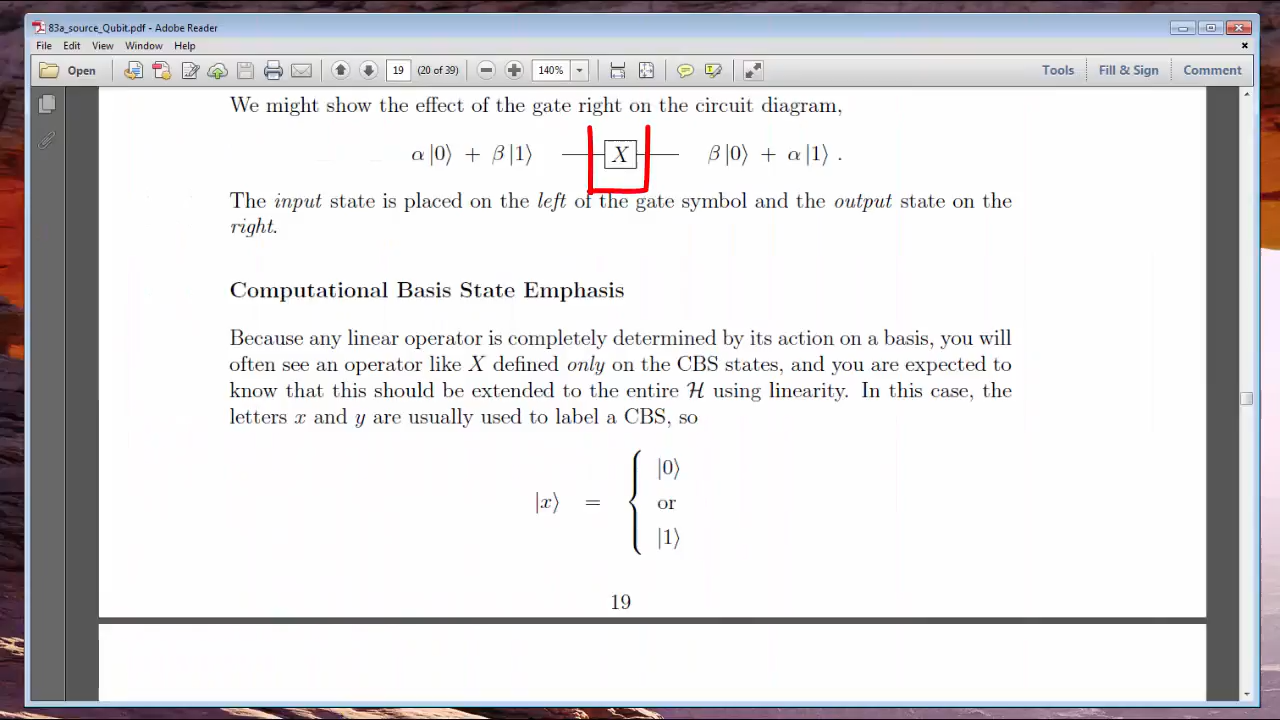 83a_source_Qubit.pdf - Adobe Reader
File Edit View Window Help
Open 19 (20 of 39) 140% Tools Fill & Sign Comment
We might show the effect of the gate right on the circuit diagram,
α|0⟩ + β|1⟩ X β|0⟩ + α|1⟩ .
The input state is placed on the left of the gate symbol and the output state on the
right.
Computational Basis State Emphasis
Because any linear operator is completely determined by its action on a basis, you will
often see an operator like X defined only on the CBS states, and you are expected to
know that this should be extended to the entire ℋ using linearity. In this case, the
letters x and y are usually used to label a CBS, so
|0⟩
|x⟩ = { or
|1⟩
19